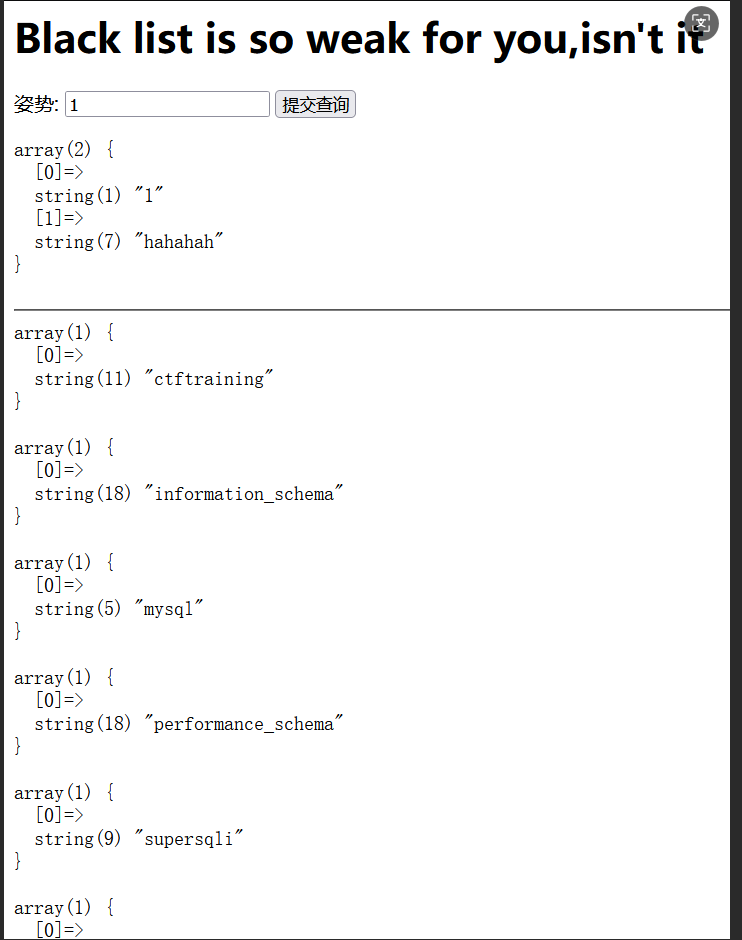 Black list is so weak for you,isn't it
姿势: 1 提交查询
array(2) {
  [0]=>
  string(1) "1"
  [1]=>
  string(7) "hahahah"
}
array(1) {
  [0]=>
  string(11) "ctftraining"
}
array(1) {
  [0]=>
  string(18) "information_schema"
}
array(1) {
  [0]=>
  string(5) "mysql"
}
array(1) {
  [0]=>
  string(18) "performance_schema"
}
array(1) {
  [0]=>
  string(9) "supersqli"
}
array(1) {
  [0]=>